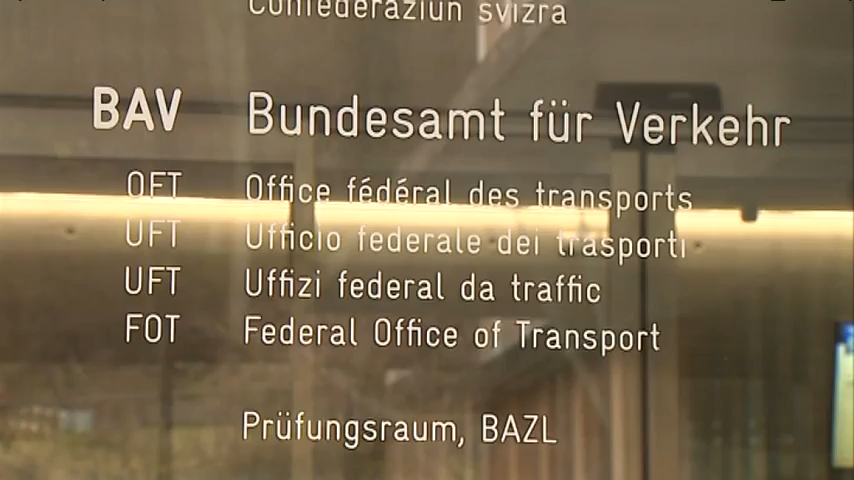 Confederaziun svizra
BAV Bundesamt für Verkehr
OFT Office fédéral des transports
UFT Ufficio federale dei trasporti
UFT Uffizi federal da traffic
FOT Federal Office of Transport
Prüfungsraum, BAZL